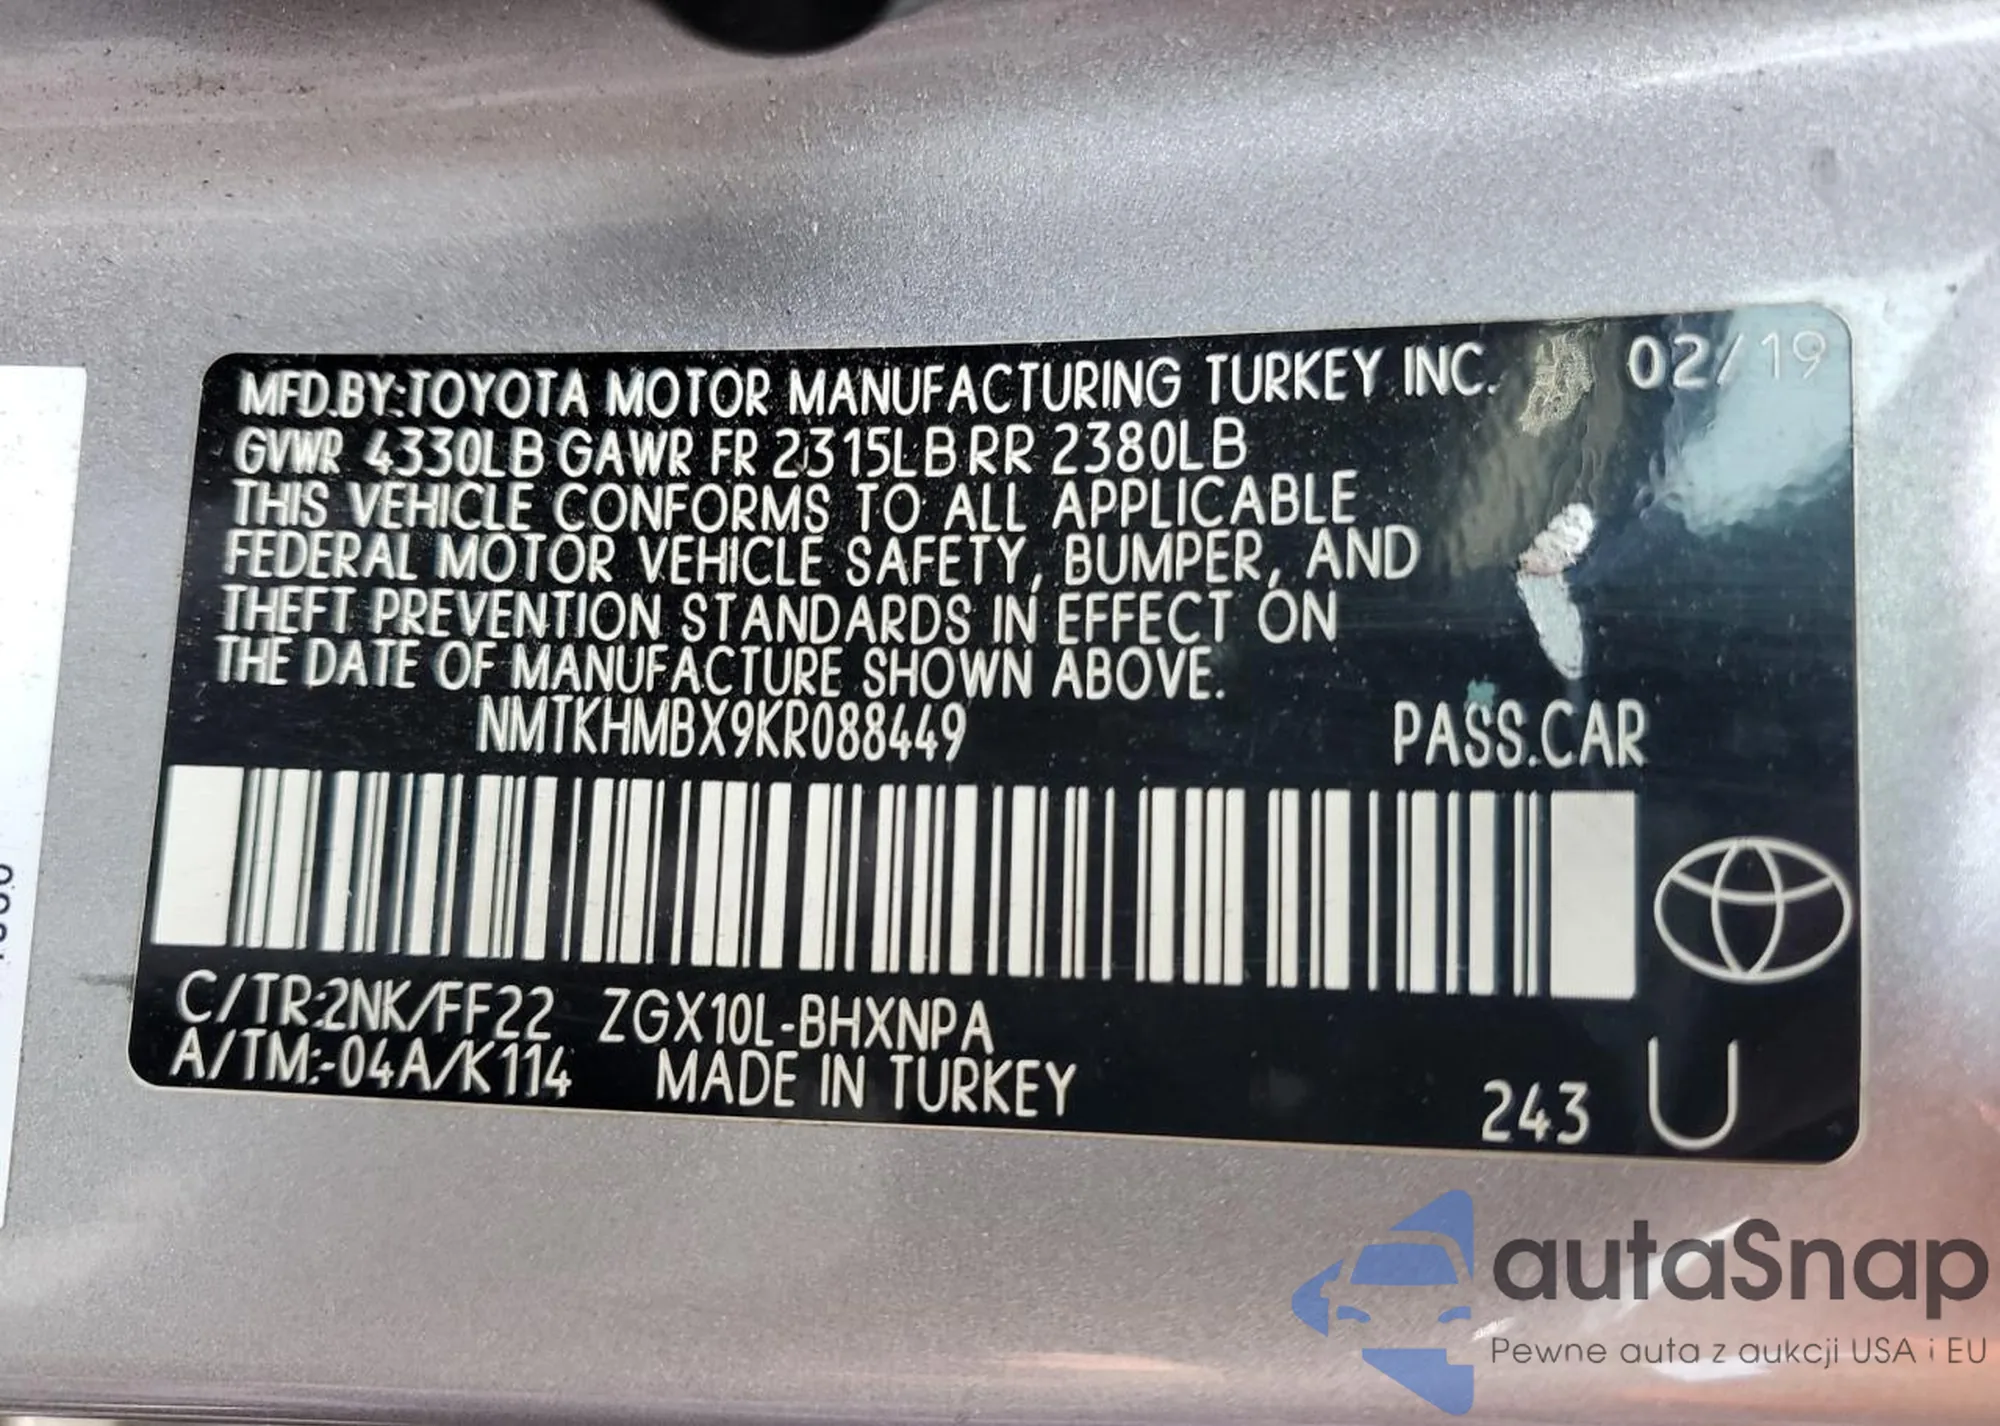 MFD.BY:TOYOTA MOTOR MANUFACTURING TURKEY INC. 02/19
GVWR 4330LB GAWR FR 2315LB RR 2380LB
THIS VEHICLE CONFORMS TO ALL APPLICABLE
FEDERAL MOTOR VEHICLE SAFETY, BUMPER, AND
THEFT PREVENTION STANDARDS IN EFFECT ON
THE DATE OF MANUFACTURE SHOWN ABOVE.
NMTKHMBX9KR088449 PASS.CAR
C/TR:2NK/FF22 ZGX10L-BHXNPA
A/TM:-04A/K114 MADE IN TURKEY
243 U
autaSnap
Pewne auta z aukcji USA i EU